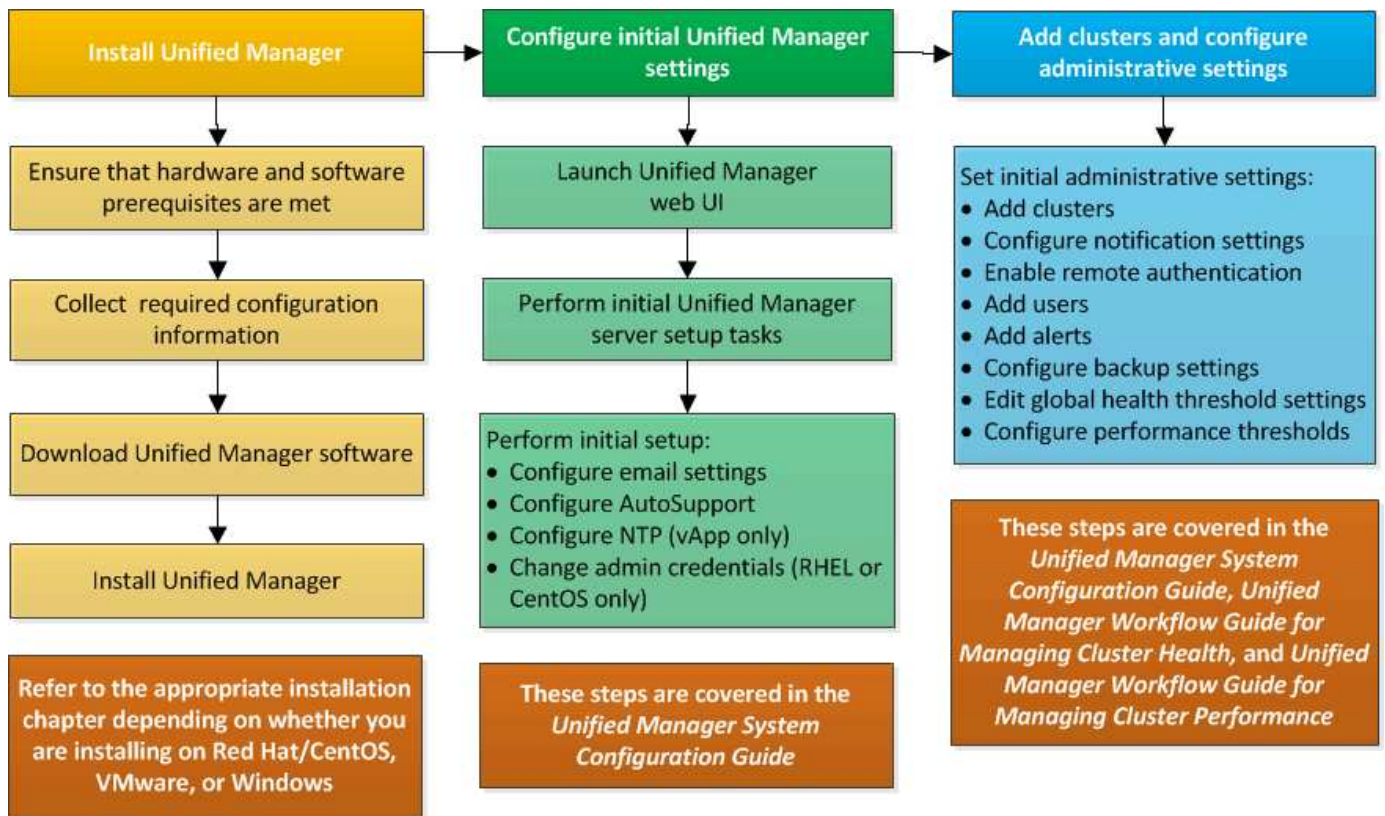 Install Unified Manager
Configure initial Unified Manager
settings
Add clusters and configure
administrative settings
Ensure that hardware and software
prerequisites are met
Collect required configuration
information
Download Unified Manager software
Install Unified Manager
Refer to the appropriate installation
chapter depending on whether you
are installing on Red Hat/CentOS,
VMware, or Windows
Launch Unified Manager
web UI
Perform initial Unified Manager
server setup tasks
Perform initial setup:
• Configure email settings
• Configure AutoSupport
• Configure NTP (vApp only)
• Change admin credentials (RHEL or
CentOS only)
These steps are covered in the
Unified Manager System
Configuration Guide
Set initial administrative settings:
• Add clusters
• Configure notification settings
• Enable remote authentication
• Add users
• Add alerts
• Configure backup settings
• Edit global health threshold settings
• Configure performance thresholds
These steps are covered in the
Unified Manager System
Configuration Guide, Unified
Manager Workflow Guide for
Managing Cluster Health, and Unified
Manager Workflow Guide for
Managing Cluster Performance